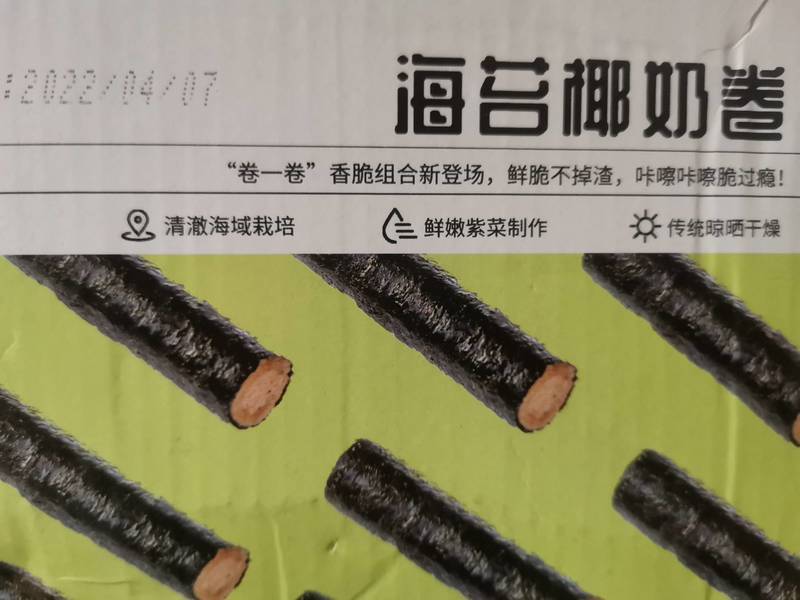 海苔椰奶卷
:2022/04/07
“卷一卷”香脆组合新登场，鲜脆不掉渣，咔嚓咔嚓脆过瘾！
清澈海域栽培 鲜嫩紫菜制作 传统晾晒干燥